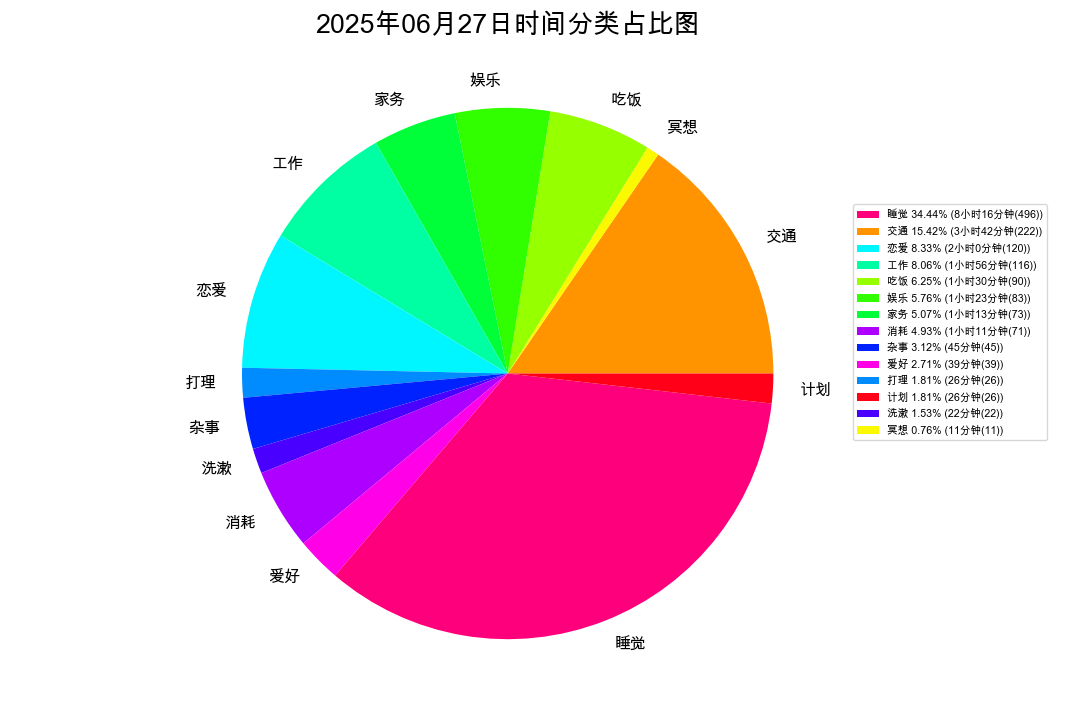 2025年06月27日时间分类占比图
娱乐
家务
吃饭
冥想
工作
交通
恋爱
打理
计划
杂事
洗漱
消耗
爱好
睡觉
睡觉 34.44% (8小时16分钟(496))
交通 15.42% (3小时42分钟(222))
恋爱 8.33% (2小时0分钟(120))
工作 8.06% (1小时56分钟(116))
吃饭 6.25% (1小时30分钟(90))
娱乐 5.76% (1小时23分钟(83))
家务 5.07% (1小时13分钟(73))
消耗 4.93% (1小时11分钟(71))
杂事 3.12% (45分钟(45))
爱好 2.71% (39分钟(39))
打理 1.81% (26分钟(26))
计划 1.81% (26分钟(26))
洗漱 1.53% (22分钟(22))
冥想 0.76% (11分钟(11))